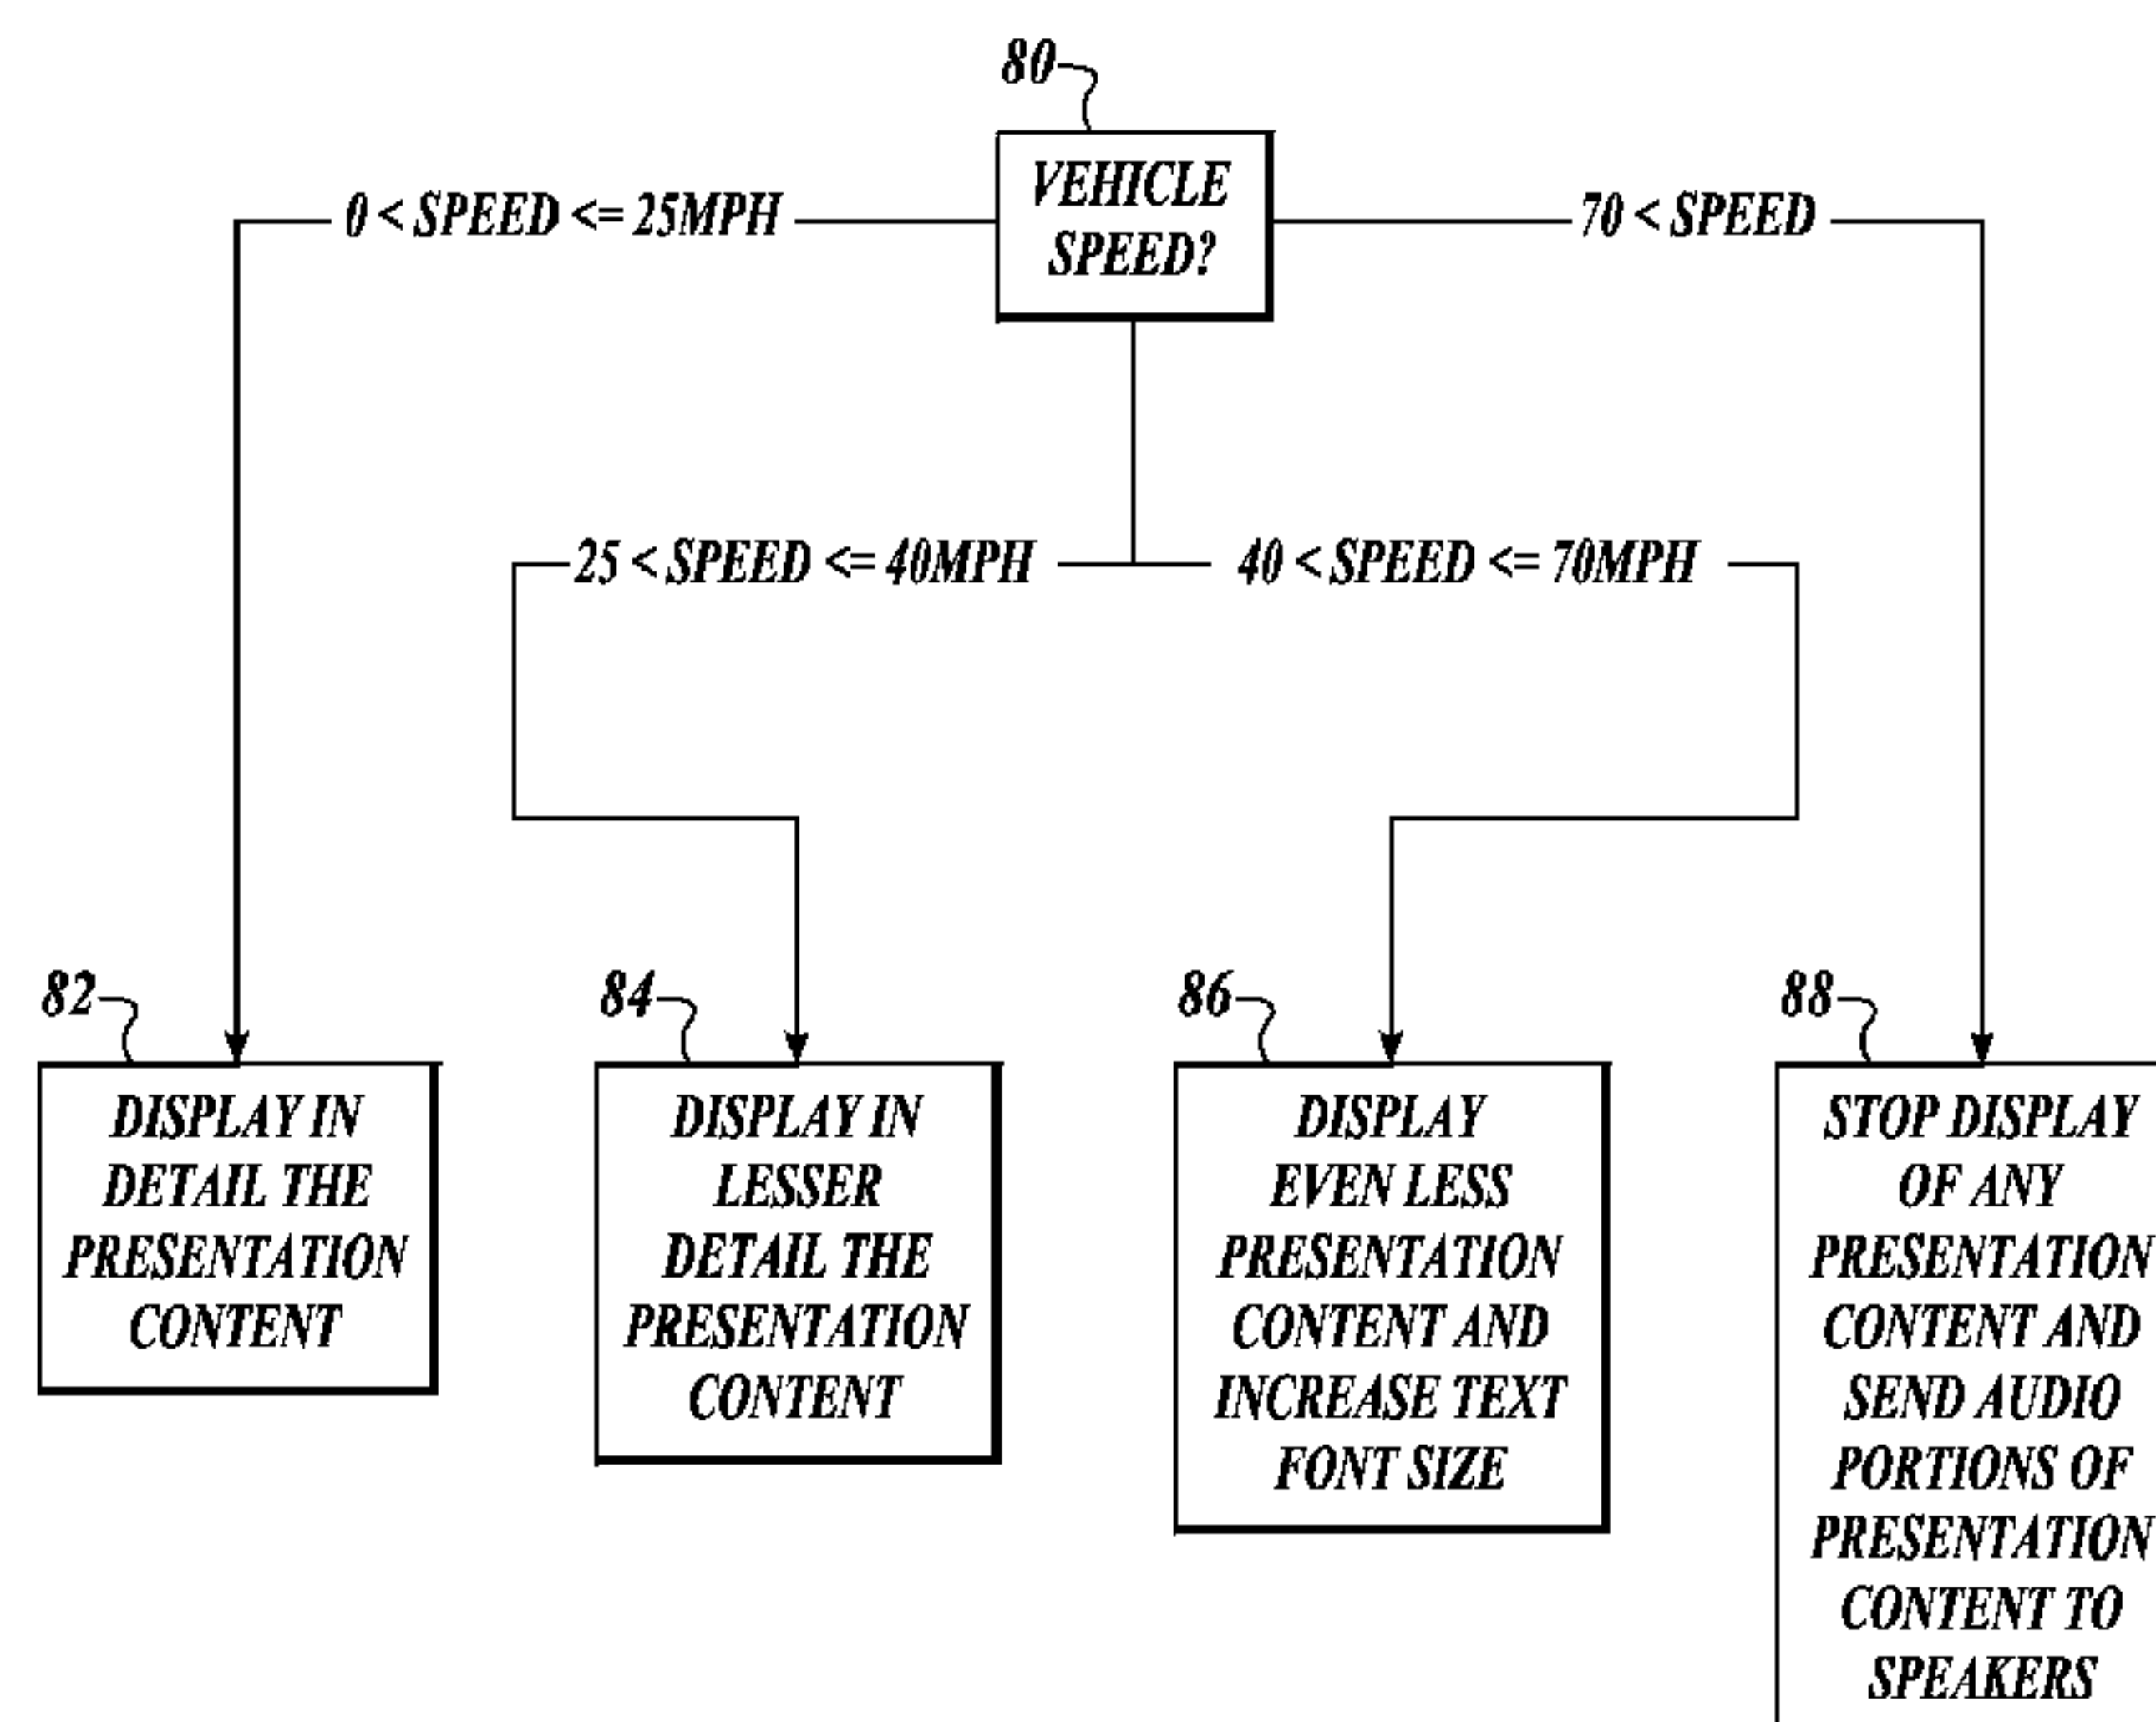 80
VEHICLE
SPEED?
0 < SPEED <= 25MPH
70 < SPEED
25 < SPEED <= 40MPH
40 < SPEED <= 70MPH
82
DISPLAY IN
DETAIL THE
PRESENTATION
CONTENT
84
DISPLAY IN
LESSER
DETAIL THE
PRESENTATION
CONTENT
86
DISPLAY
EVEN LESS
PRESENTATION
CONTENT AND
INCREASE TEXT
FONT SIZE
88
STOP DISPLAY
OF ANY
PRESENTATION
CONTENT AND
SEND AUDIO
PORTIONS OF
PRESENTATION
CONTENT TO
SPEAKERS